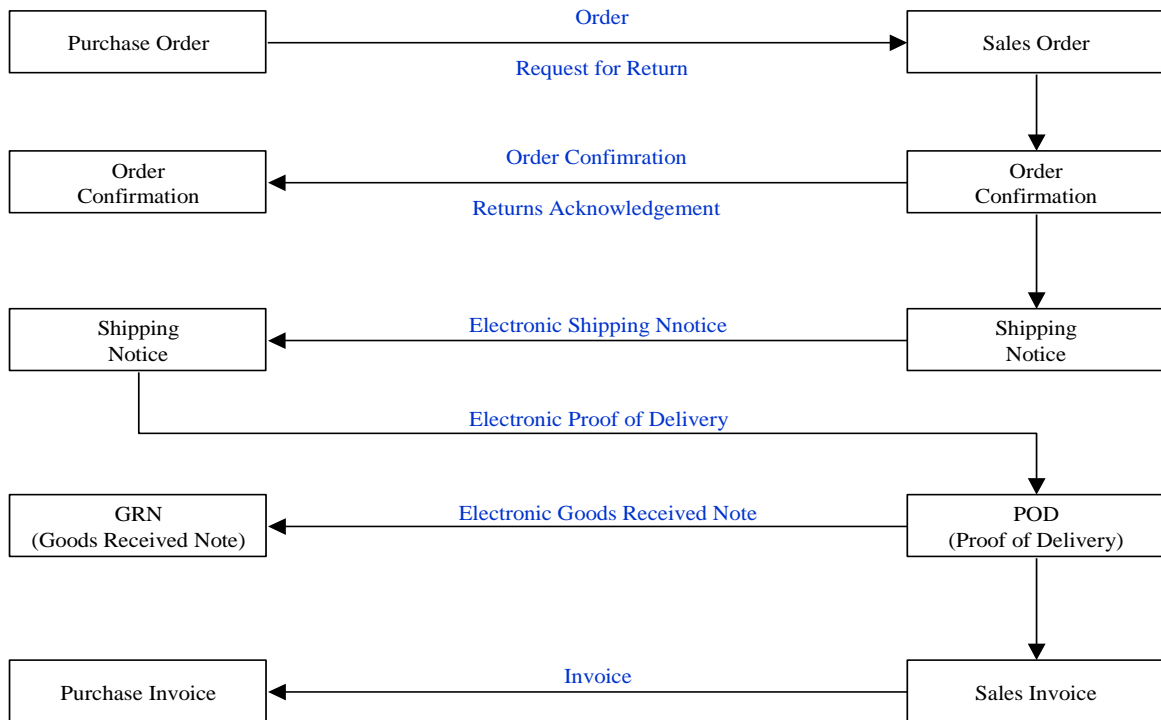 Order
Purchase Order
Sales Order
Request for Return
Order Confimration
Order
Confirmation
Order
Confirmation
Returns Acknowledgement
Electronic Shipping Nnotice
Shipping
Notice
Shipping
Notice
Electronic Proof of Delivery
GRN
(Goods Received Note)
Electronic Goods Received Note
POD
(Proof of Delivery)
Invoice
Purchase Invoice
Sales Invoice